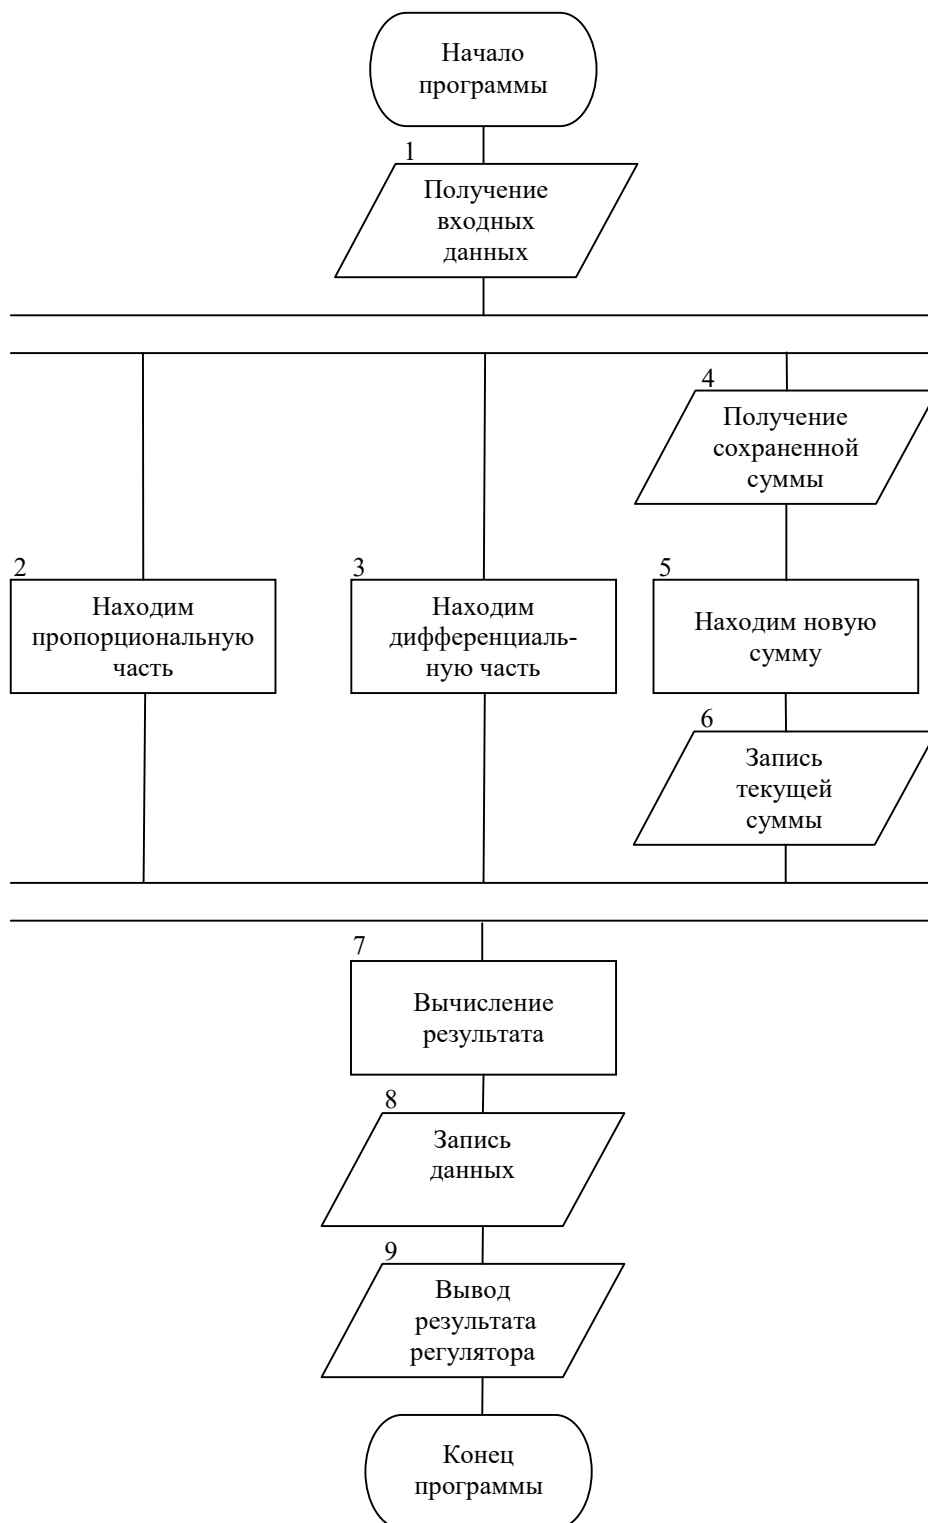 Начало
программы
1
Получение
входных
данных
4
Получение
сохраненной
суммы
2
Находим
пропорциональную
часть
3
Находим
дифференциаль-
ную часть
5
Находим новую
сумму
6
Запись
текущей
суммы
7
Вычисление
результата
8
Запись
данных
9
Вывод
результата
регулятора
Конец
программы